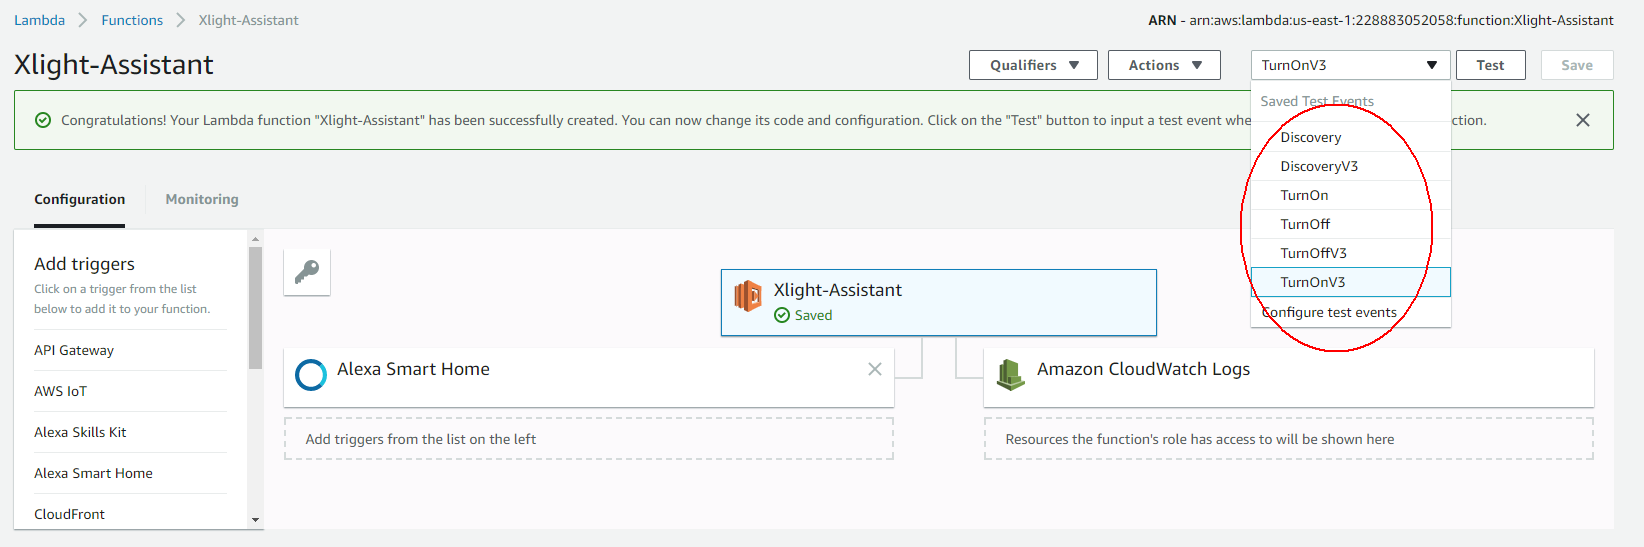 Lambda > Functions > Xlight-Assistant
ARN - arn:aws:lambda:us-east-1:228883052058:function:Xlight-Assistant
Xlight-Assistant
Qualifiers
Actions
TurnOnV3
Test
Save
Congratulations! Your Lambda function "Xlight-Assistant" has been successfully created. You can now change its code and configuration. Click on the "Test" button to input a test event whe
ction.
Saved Test Events
Discovery
DiscoveryV3
TurnOn
TurnOff
TurnOffV3
TurnOnV3
Configure test events
Configuration
Monitoring
Add triggers
Click on a trigger from the list
below to add it to your function.
API Gateway
AWS IoT
Alexa Skills Kit
Alexa Smart Home
CloudFront
Xlight-Assistant
Saved
Alexa Smart Home
Add triggers from the list on the left
Amazon CloudWatch Logs
Resources the function's role has access to will be shown here